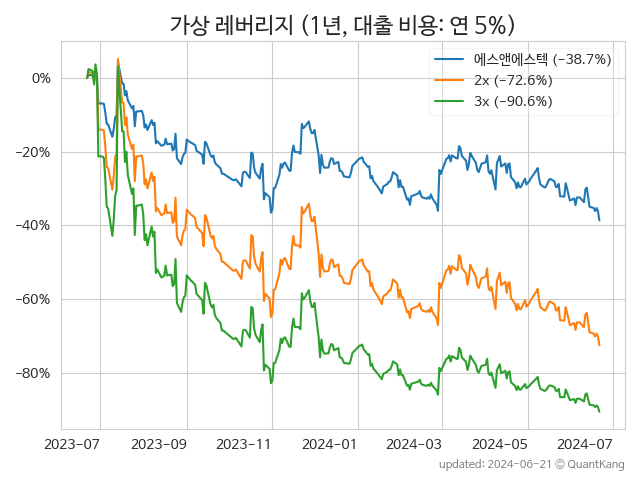 가상 레버리지 (1년, 대출 비용: 연 5%)
에스앤에스텍 (−38.7%)
2x (−72.6%)
3x (−90.6%)
0%
−20%
−40%
−60%
−80%
2023-07 2023-09 2023-11 2024-01 2024-03 2024-05 2024-07
updated: 2024-06-21 © QuantKang